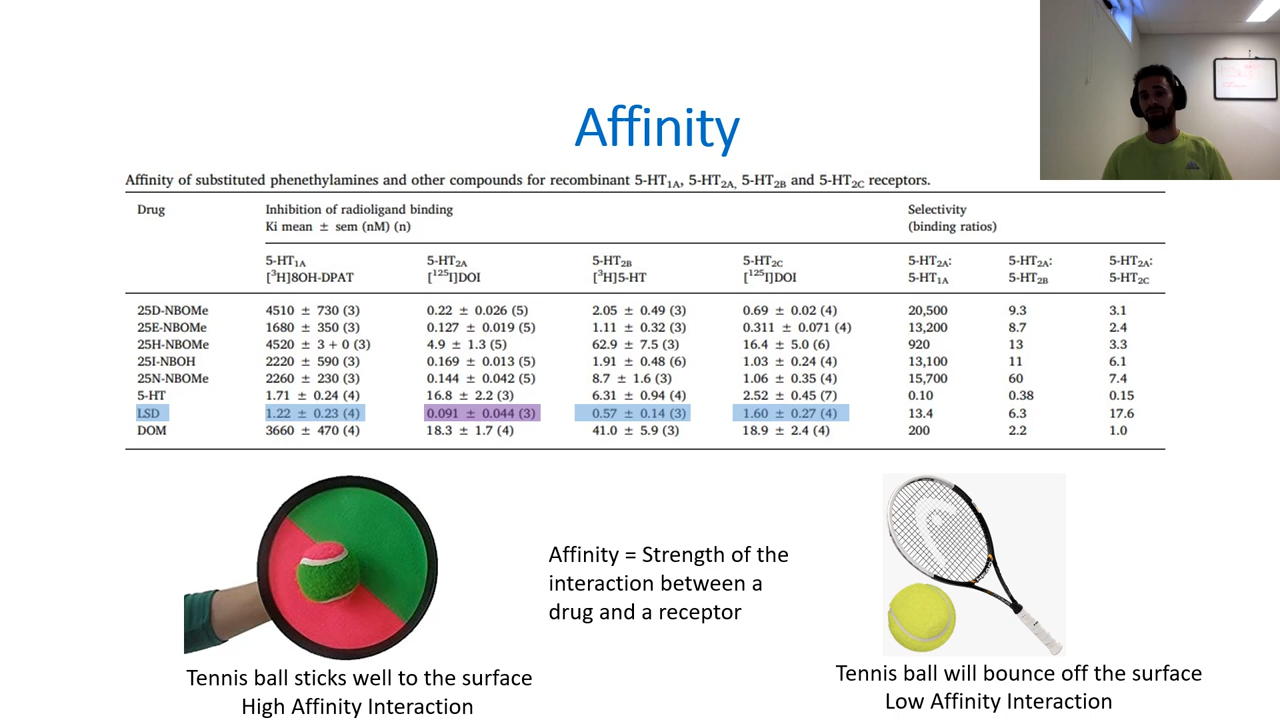 Affinity
Affinity of substituted phenethylamines and other compounds for recombinant 5-HT1A, 5-HT2A, 5-HT2B and 5-HT2C receptors.
Drug Inhibition of radioligand binding Selectivity
Ki mean ± sem (nM) (n) (binding ratios)
5-HT1A 5-HT2A 5-HT2B 5-HT2C 5-HT2A: 5-HT2A: 5-HT2A:
[³H]8OH-DPAT [¹²⁵I]DOI [³H]5-HT [¹²⁵I]DOI 5-HT1A 5-HT2B 5-HT2C
25D-NBOMe 4510 ± 730 (3) 0.22 ± 0.026 (5) 2.05 ± 0.49 (3) 0.69 ± 0.02 (4) 20,500 9.3 3.1
25E-NBOMe 1680 ± 350 (3) 0.127 ± 0.019 (5) 1.11 ± 0.32 (3) 0.311 ± 0.071 (4) 13,200 8.7 2.4
25H-NBOMe 4520 ± 3 + 0 (3) 4.9 ± 1.3 (5) 62.9 ± 7.5 (3) 16.4 ± 5.0 (6) 920 13 3.3
25I-NBOH 2220 ± 590 (3) 0.169 ± 0.013 (5) 1.91 ± 0.48 (6) 1.03 ± 0.24 (4) 13,100 11 6.1
25N-NBOMe 2260 ± 230 (3) 0.144 ± 0.042 (5) 8.7 ± 1.6 (3) 1.06 ± 0.35 (4) 15,700 60 7.4
5-HT 1.71 ± 0.24 (4) 16.8 ± 2.2 (3) 6.31 ± 0.94 (4) 2.52 ± 0.45 (7) 0.10 0.38 0.15
LSD 1.22 ± 0.23 (4) 0.091 ± 0.044 (3) 0.57 ± 0.14 (3) 1.60 ± 0.27 (4) 13.4 6.3 17.6
DOM 3660 ± 470 (4) 18.3 ± 1.7 (4) 41.0 ± 5.9 (3) 18.9 ± 2.4 (4) 200 2.2 1.0
Affinity = Strength of the
interaction between a
drug and a receptor
Tennis ball sticks well to the surface
High Affinity Interaction
Tennis ball will bounce off the surface
Low Affinity Interaction